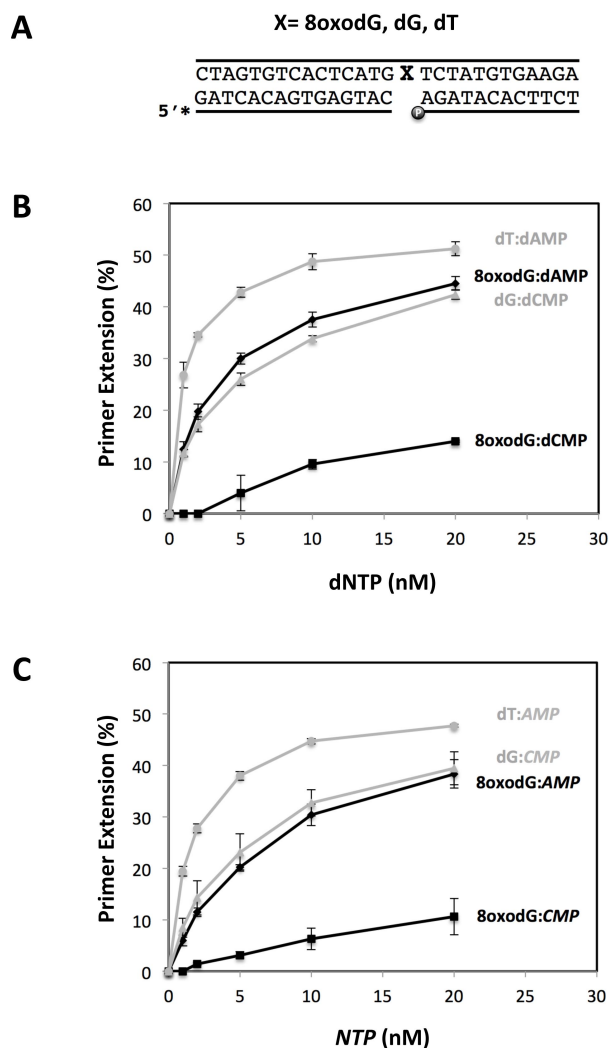 A
X= 8oxodG, dG, dT
CTAGTGTCACTCATG X TCTATGTGAAGA
GATCACAGTGAGTAC AGATACACTTCT
5'*
P
B
Primer Extension (%)
60
50
40
30
20
10
0
dT:dAMP
8oxodG:dAMP
dG:dCMP
8oxodG:dCMP
0 5 10 15 20 25 30
dNTP (nM)
C
Primer Extension (%)
60
50
40
30
20
10
0
dT:AMP
dG:CMP
8oxodG:AMP
8oxodG:CMP
0 5 10 15 20 25 30
NTP (nM)